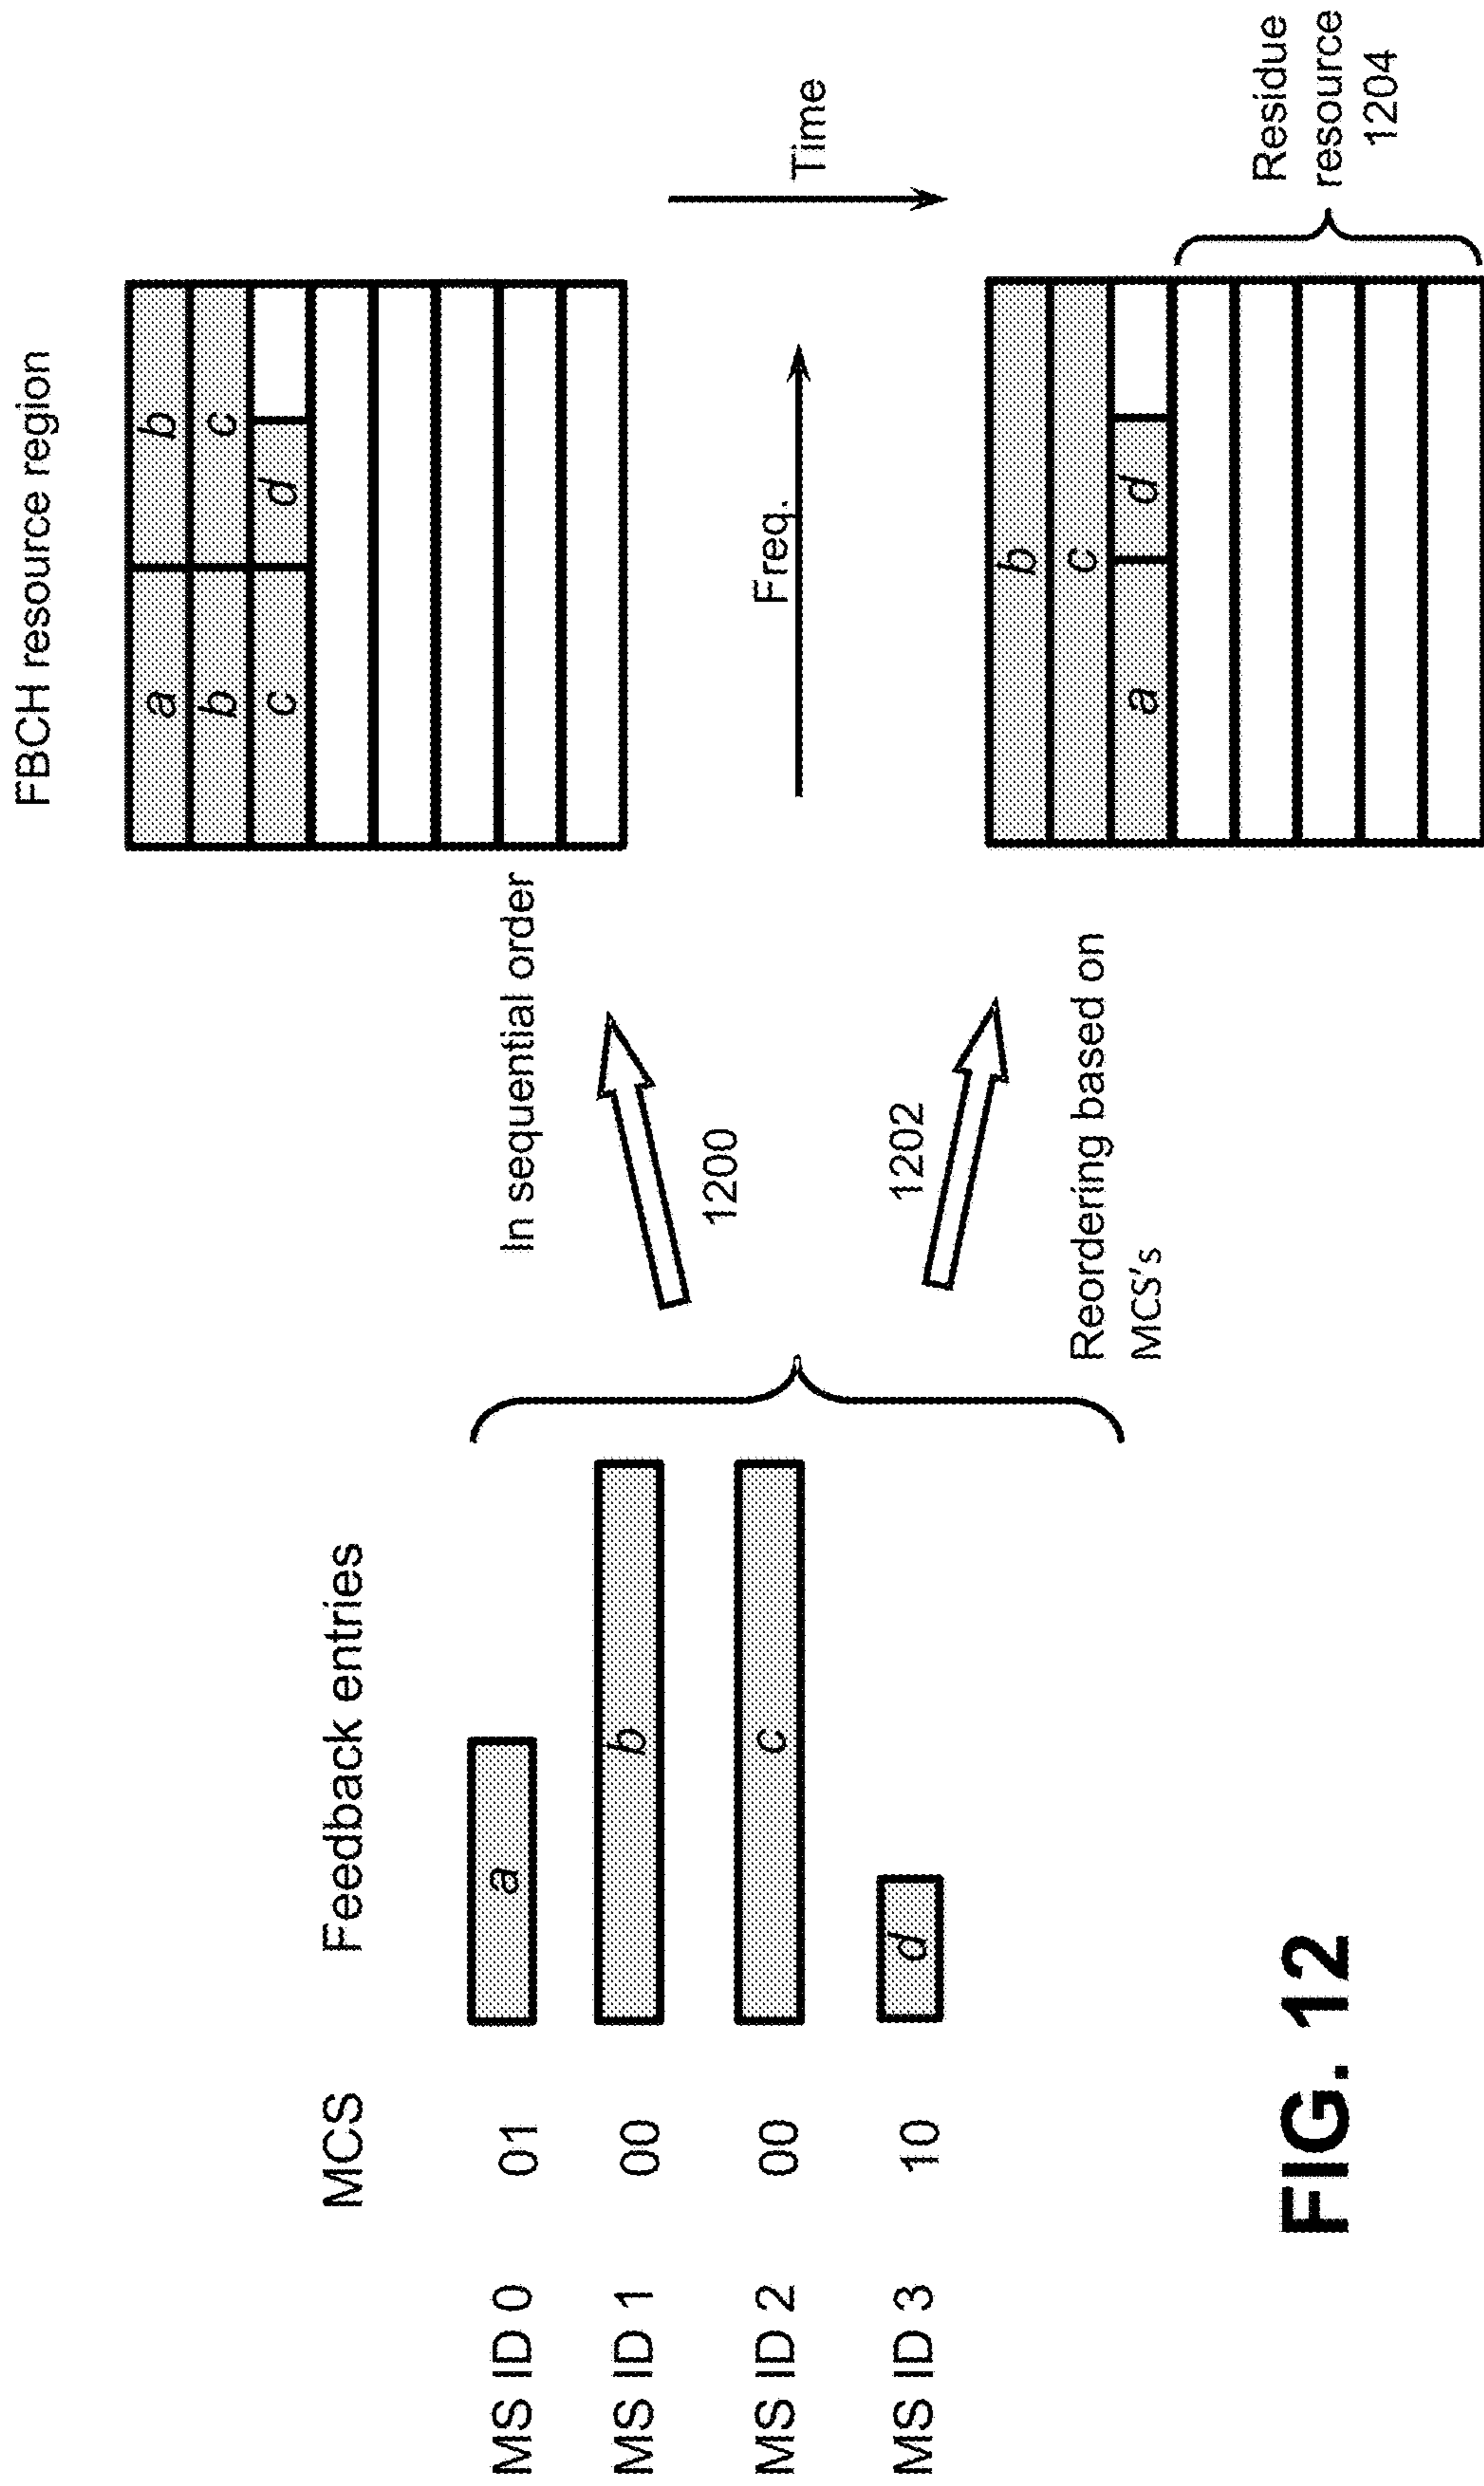 FBCH resource region
MCS Feedback entries
MS ID 0 01 a
MS ID 1 00 b
MS ID 2 00 c
MS ID 3 10 d
In sequential order
1200
1202
Reordering based on
MCS's
a b
b c
c d
Freq.
Time
b
c
a d
Residue
resource
1204
FIG. 12